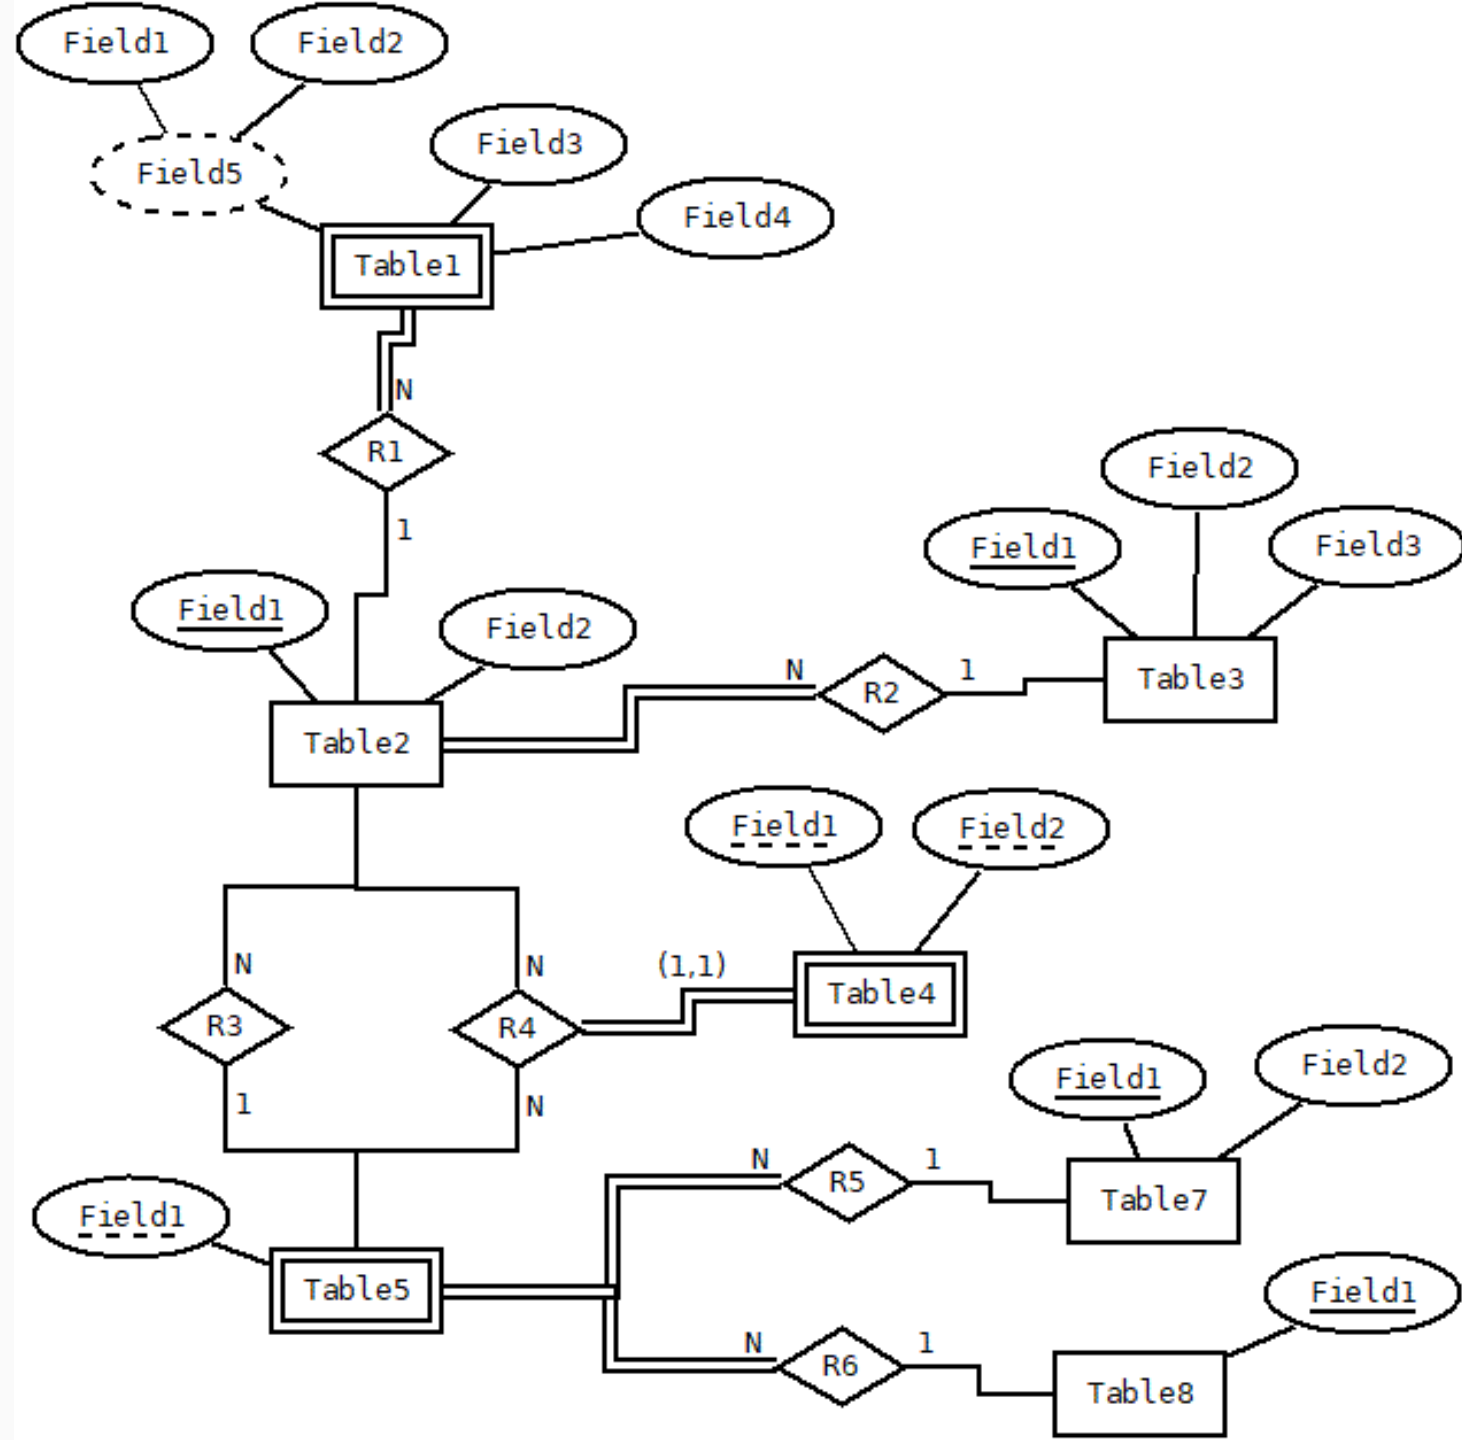 Field1
Field2
Field3
Field5
Field4
Table1
N
R1
1
Field2
Field1
Field3
Field1
Field2
N
R2
1
Table3
Table2
Field1
Field2
N
N
(1,1)
Table4
R3
R4
1
N
Field1
Field2
N
R5
1
Table7
Field1
Table5
Field1
N
R6
1
Table8